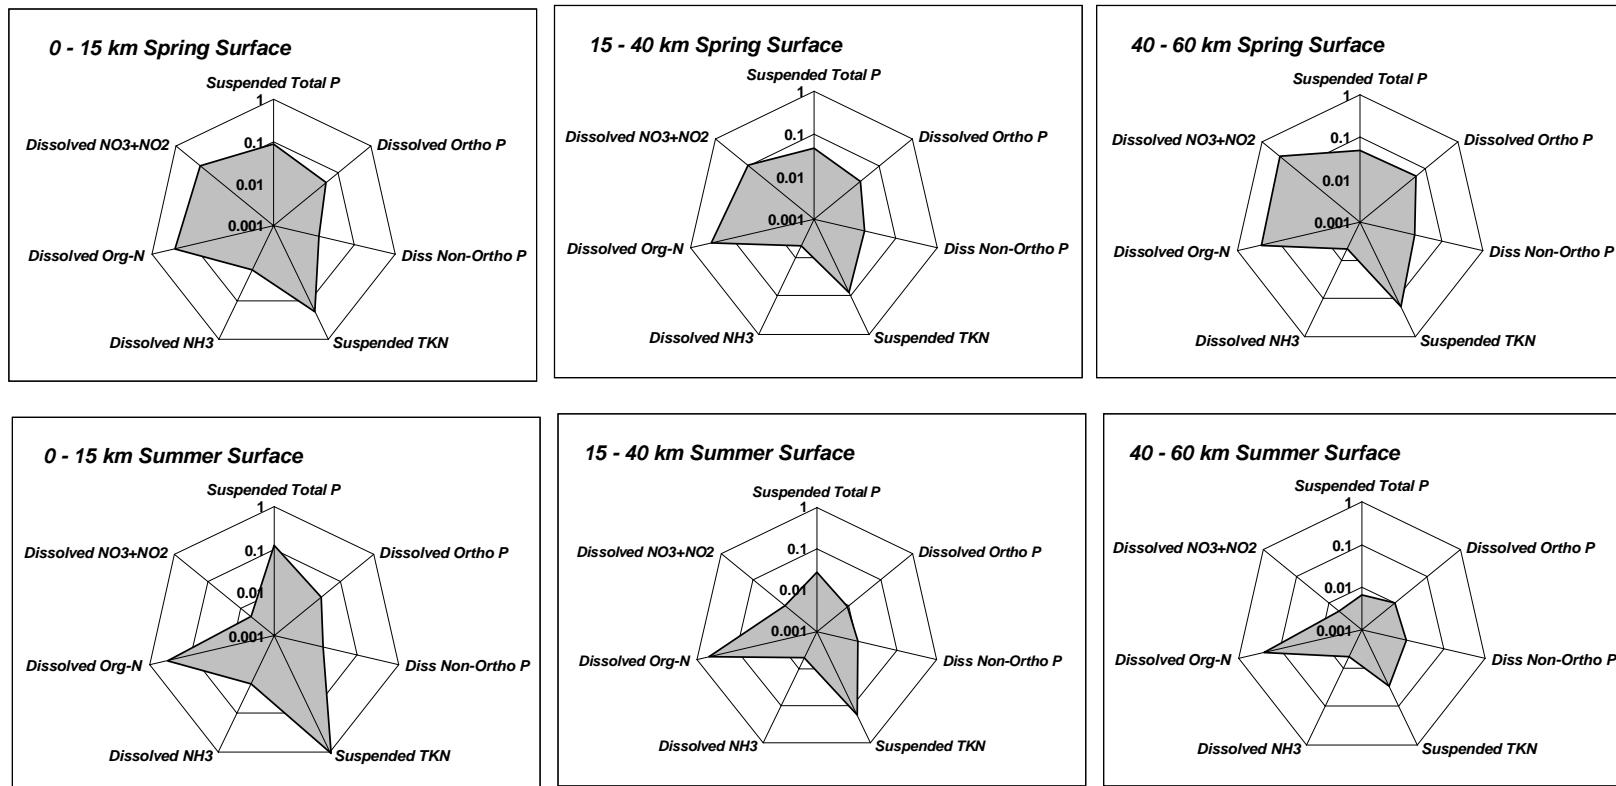 0 - 15 km Spring Surface
Suspended Total P
1
Dissolved NO3+NO2
0.1
Dissolved Ortho P
0.01
0.001
Dissolved Org-N
Diss Non-Ortho P
Dissolved NH3
Suspended TKN
15 - 40 km Spring Surface
Suspended Total P
1
Dissolved NO3+NO2
0.1
Dissolved Ortho P
0.01
0.001
Dissolved Org-N
Diss Non-Ortho P
Dissolved NH3
Suspended TKN
40 - 60 km Spring Surface
Suspended Total P
1
Dissolved NO3+NO2
0.1
Dissolved Ortho P
0.01
0.001
Dissolved Org-N
Diss Non-Ortho P
Dissolved NH3
Suspended TKN
0 - 15 km Summer Surface
Suspended Total P
1
Dissolved NO3+NO2
0.1
Dissolved Ortho P
0.01
0.001
Dissolved Org-N
Diss Non-Ortho P
Dissolved NH3
Suspended TKN
15 - 40 km Summer Surface
Suspended Total P
1
Dissolved NO3+NO2
0.1
Dissolved Ortho P
0.01
0.001
Dissolved Org-N
Diss Non-Ortho P
Dissolved NH3
Suspended TKN
40 - 60 km Summer Surface
Suspended Total P
1
Dissolved NO3+NO2
0.1
Dissolved Ortho P
0.01
0.001
Dissolved Org-N
Diss Non-Ortho P
Dissolved NH3
Suspended TKN